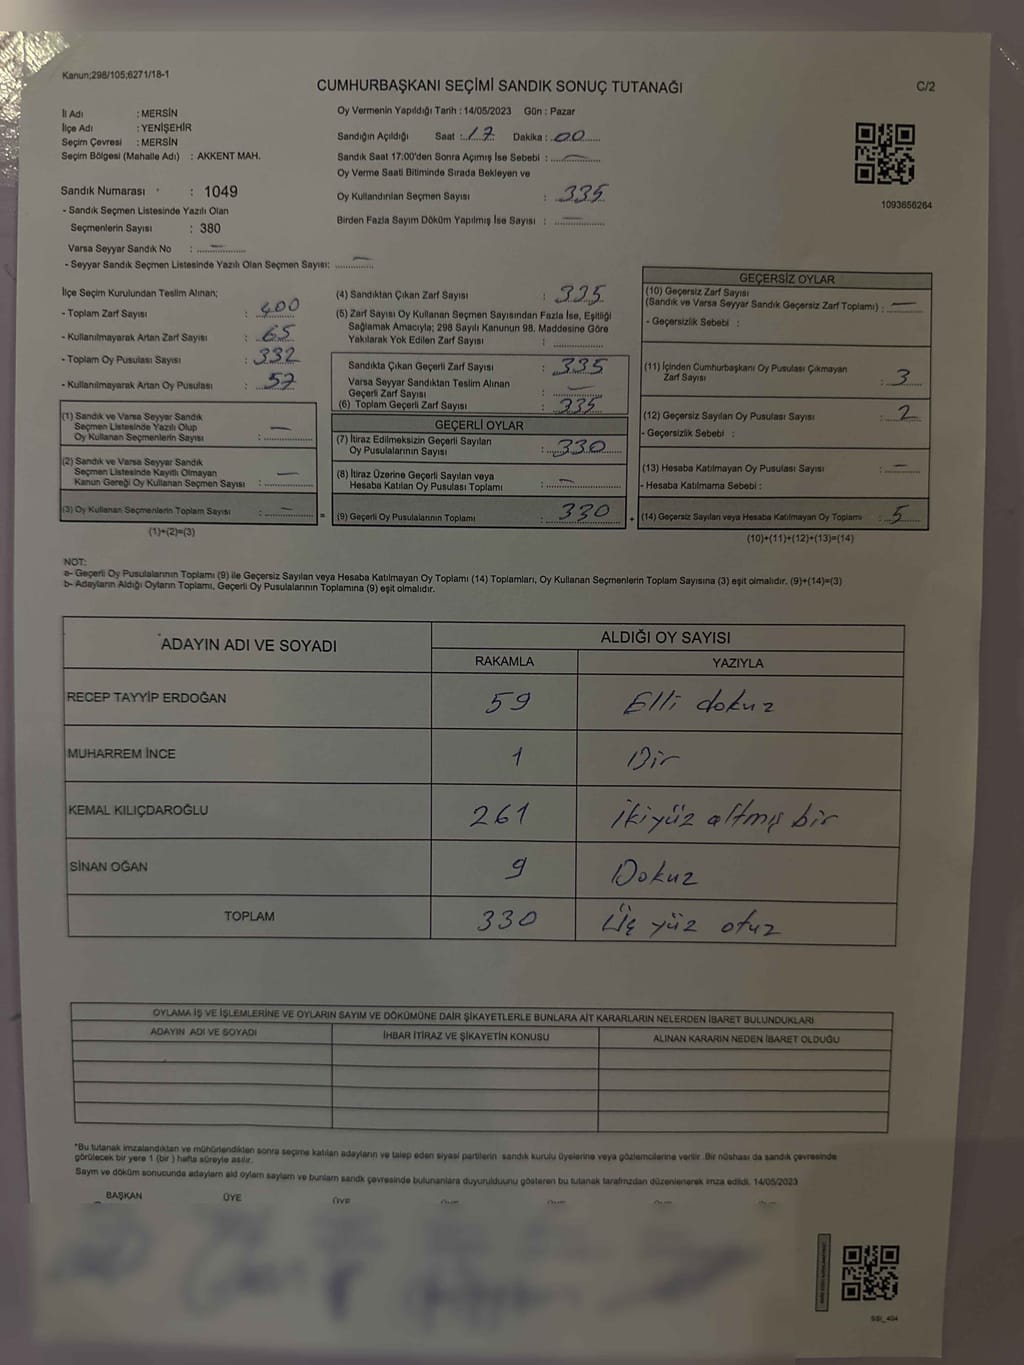 Kanun;298/105;6271/18-1
CUMHURBAŞKANI SEÇİMİ SANDIK SONUÇ TUTANAĞI
C/2
İl Adı : MERSİN
İlçe Adı : YENİŞEHİR
Seçim Çevresi : MERSİN
Seçim Bölgesi (Mahalle Adı) : AKKENT MAH.
Sandık Numarası : 1049
- Sandık Seçmen Listesinde Yazılı Olan
Seçmenlerin Sayısı : 380
Varsa Seyyar Sandık No : —
- Seyyar Sandık Seçmen Listesinde Yazılı Olan Seçmen Sayısı: —
Oy Vermenin Yapıldığı Tarih : 14/05/2023 Gün : Pazar
Sandığın Açıldığı Saat : 17 Dakika : 00
Sandık Saat 17:00'den Sonra Açımış İse Sebebi : —
Oy Verme Saati Bitiminde Sırada Bekleyen ve
Oy Kullandırılan Seçmen Sayısı : 335
Birden Fazla Sayım Döküm Yapılmış İse Sayısı : —
1093656264
İlçe Seçim Kurulundan Teslim Alınan;
- Toplam Zarf Sayısı : 400
- Kullanılmayarak Artan Zarf Sayısı : 65
- Toplam Oy Pusulası Sayısı : 332
- Kullanılmayarak Artan Oy Pusulası : 57
(1) Sandık ve Varsa Seyyar Sandık
Seçmen Listesinde Yazılı Olup
Oy Kullanan Seçmenlerin Sayısı : —
(2) Sandık ve Varsa Seyyar Sandık
Seçmen Listesinde Kayıtlı Olmayan
Kanun Gereği Oy Kullanan Seçmen Sayısı : —
(3) Oy Kullanan Seçmenlerin Toplam Sayısı : —
(1)+(2)=(3)
=
(4) Sandıktan Çıkan Zarf Sayısı : 335
(5) Zarf Sayısı Oy Kullanan Seçmen Sayısından Fazla İse, Eşitliği
Sağlamak Amacıyla; 298 Sayılı Kanunun 98. Maddesine Göre
Yakılarak Yok Edilen Zarf Sayısı :
Sandıkta Çıkan Geçerli Zarf Sayısı : 335
Varsa Seyyar Sandıktan Teslim Alınan
Geçerli Zarf Sayısı : —
(6) Toplam Geçerli Zarf Sayısı : 335
GEÇERLİ OYLAR
(7) İtiraz Edilmeksizin Geçerli Sayılan
Oy Pusulalarının Sayısı : 330
(8) İtiraz Üzerine Geçerli Sayılan veya
Hesaba Katılan Oy Pusulası Toplamı : —
(9) Geçerli Oy Pusulalarının Toplamı : 330
+
GEÇERSİZ OYLAR
(10) Geçersiz Zarf Sayısı
(Sandık ve Varsa Seyyar Sandık Geçersiz Zarf Toplamı) : —
- Geçersizlik Sebebi :
(11) İçinden Cumhurbaşkanı Oy Pusulası Çıkmayan
Zarf Sayısı : 3
(12) Geçersiz Sayılan Oy Pusulası Sayısı : 2
- Geçersizlik Sebebi :
(13) Hesaba Katılmayan Oy Pusulası Sayısı : —
- Hesaba Katılmama Sebebi :
(14) Geçersiz Sayılan veya Hesaba Katılmayan Oy Toplamı : 5
(10)+(11)+(12)+(13)=(14)
NOT:
a- Geçerli Oy Pusulalarının Toplamı (9) ile Geçersiz Sayılan veya Hesaba Katılmayan Oy Toplamı (14) Toplamları, Oy Kullanan Seçmenlerin Toplam Sayısına (3) eşit olmalıdır. (9)+(14)=(3)
b- Adayların Aldığı Oyların Toplamı, Geçerli Oy Pusulalarının Toplamına (9) eşit olmalıdır.
ADAYIN ADI VE SOYADI
ALDIĞI OY SAYISI
RAKAMLA YAZIYLA
RECEP TAYYİP ERDOĞAN 59 Elli dokuz
MUHARREM İNCE 1 Bir
KEMAL KILIÇDAROĞLU 261 İkiyüz altmış bir
SİNAN OĞAN 9 Dokuz
TOPLAM 330 Üç yüz otuz
OYLAMA İŞ VE İŞLEMLERİNE VE OYLARIN SAYIM VE DÖKÜMÜNE DAİR ŞİKAYETLERLE BUNLARA AİT KARARLARIN NELERDEN İBARET BULUNDUKLARI
ADAYIN ADI VE SOYADI İHBAR İTİRAZ VE ŞİKAYETİN KONUSU ALINAN KARARIN NEDEN İBARET OLDUĞU
*Bu tutanak imzalandıktan ve mühürlendikten sonra seçime katılan adayların ve talep eden siyasi partilerin sandık kurulu üyelerine veya gözlemcilerine verilir. Bir nüshası da sandık çevresinde
görülecek bir yere 1 (bir ) hafta süreyle asılır.
Sayım ve döküm sonucunda adayların ald oyların sayıları ve bunların sandk çevresinde bulunanlara duyurulduunu gösteren bu tutanak tarafmızdan düzenlenerek imza edildi. 14/05/2023
BAŞKAN ÜYE ÜYE
SSI_404